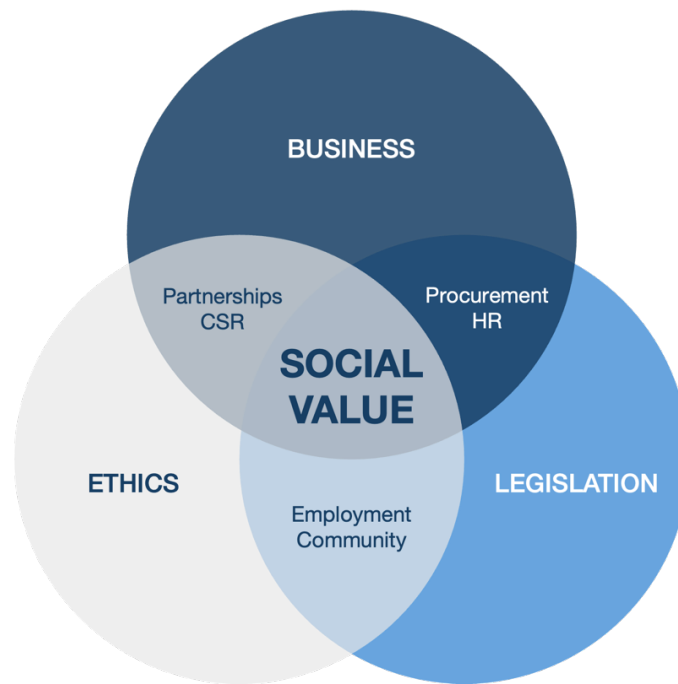 BUSINESS
Partnerships
CSR
Procurement
HR
SOCIAL
VALUE
ETHICS
LEGISLATION
Employment
Community